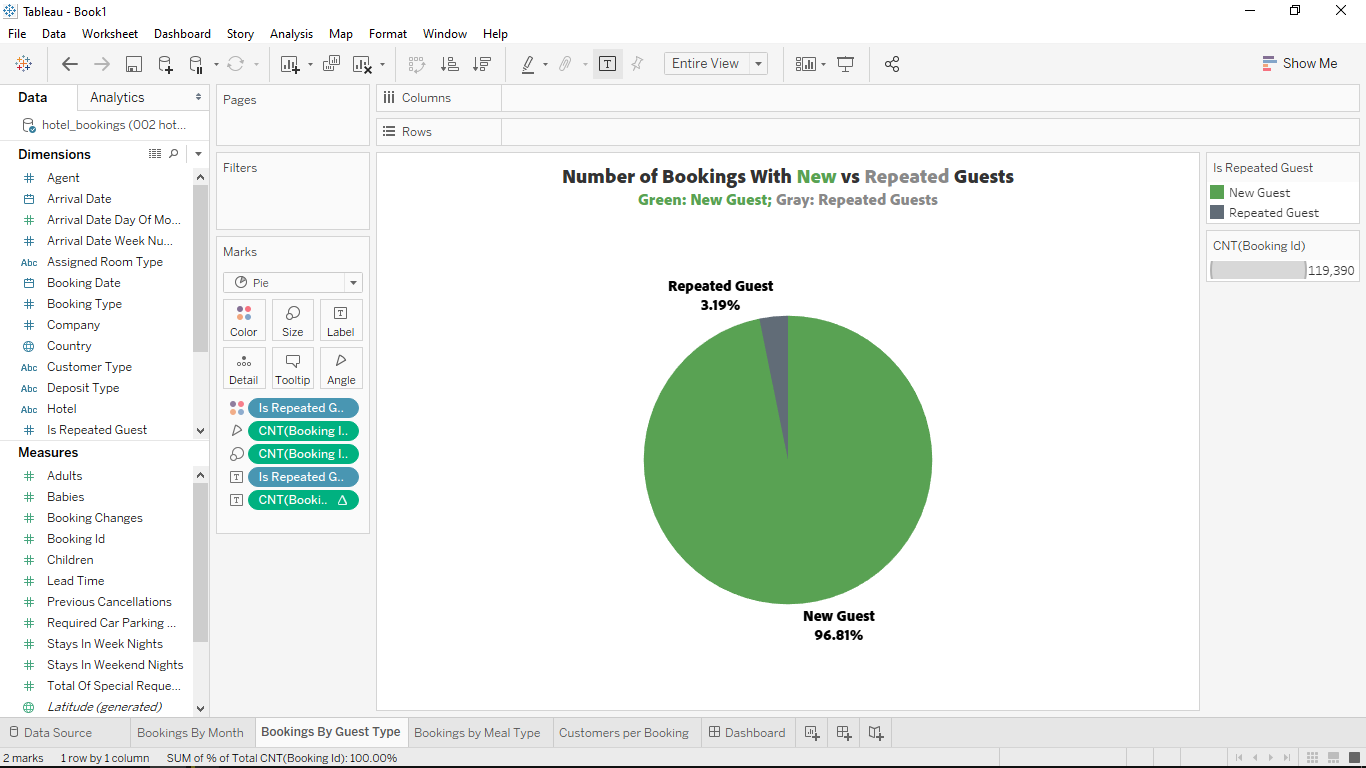 Tableau - Book1
File Data Worksheet Dashboard Story Analysis Map Format Window Help
Entire View
Show Me
Data Analytics
hotel_bookings (002 hot...
Dimensions
Agent
Arrival Date
Arrival Date Day Of Mo...
Arrival Date Week Nu...
Abc Assigned Room Type
Booking Date
Booking Type
Company
Country
Abc Customer Type
Abc Deposit Type
Abc Hotel
Is Repeated Guest
Measures
Adults
Babies
Booking Changes
Booking Id
Children
Lead Time
Previous Cancellations
Required Car Parking ...
Stays In Week Nights
Stays In Weekend Nights
Total Of Special Reque...
Latitude (generated)
Pages
Filters
Marks
Pie
Color Size Label
Detail Tooltip Angle
Is Repeated G..
CNT(Booking I..
CNT(Booking I..
Is Repeated G..
CNT(Booki.. Δ
Columns
Rows
Number of Bookings With New vs Repeated Guests
Green: New Guest; Gray: Repeated Guests
Repeated Guest
3.19%
New Guest
96.81%
Is Repeated Guest
New Guest
Repeated Guest
CNT(Booking Id)
119,390
Data Source Bookings By Month Bookings By Guest Type Bookings by Meal Type Customers per Booking Dashboard
2 marks 1 row by 1 column SUM of % of Total CNT(Booking Id): 100.00%